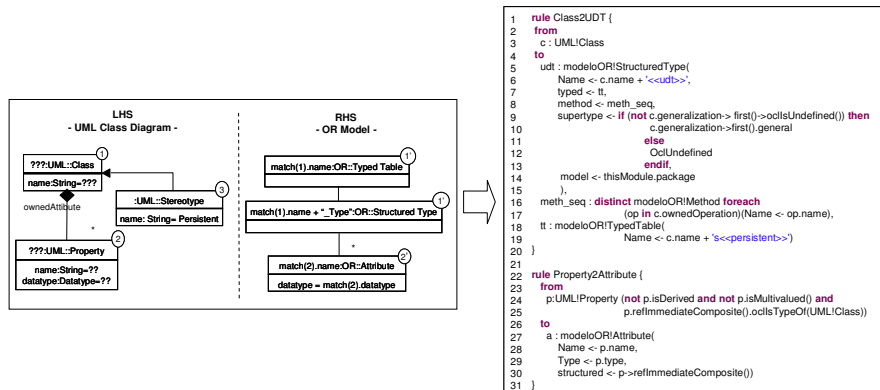 LHS
- UML Class Diagram -
1
???:UML::Class
name:String=???
ownedAttibute
*
3
:UML::Stereotype
name: String= Persistent
2
???:UML::Property
name:String=??
datatype:Datatype=??
RHS
- OR Model -
1'
match(1).name:OR::Typed Table
1'
match(1).name + "_Type":OR::Structured Type
*
2'
match(2).name:OR::Attribute
datatype = match(2).datatype
1 rule Class2UDT {
2 from
3 c : UML!Class
4 to
5 udt : modeloOR!StructuredType(
6 Name <- c.name + '<<udt>>',
7 typed <- tt,
8 method <- meth_seq,
9 supertype <- if (not c.generalization-> first()->oclIsUndefined()) then
10 c.generalization->first().general
11 else
12 OclUndefined
13 endif,
14 model <- thisModule.package
15 ),
16 meth_seq : distinct modeloOR!Method foreach
17 (op in c.ownedOperation)(Name <- op.name),
18 tt : modeloOR!TypedTable(
19 Name <- c.name + 's<<persistent>>')
20 }
21
22 rule Property2Attribute {
23 from
24 p:UML!Property (not p.isDerived and not p.isMultivalued() and
25 p.refImmediateComposite().oclIsTypeOf(UML!Class))
26 to
27 a : modeloOR!Attribute(
28 Name <- p.name,
29 Type <- p.type,
30 structured <- p->refImmediateComposite())
31 }